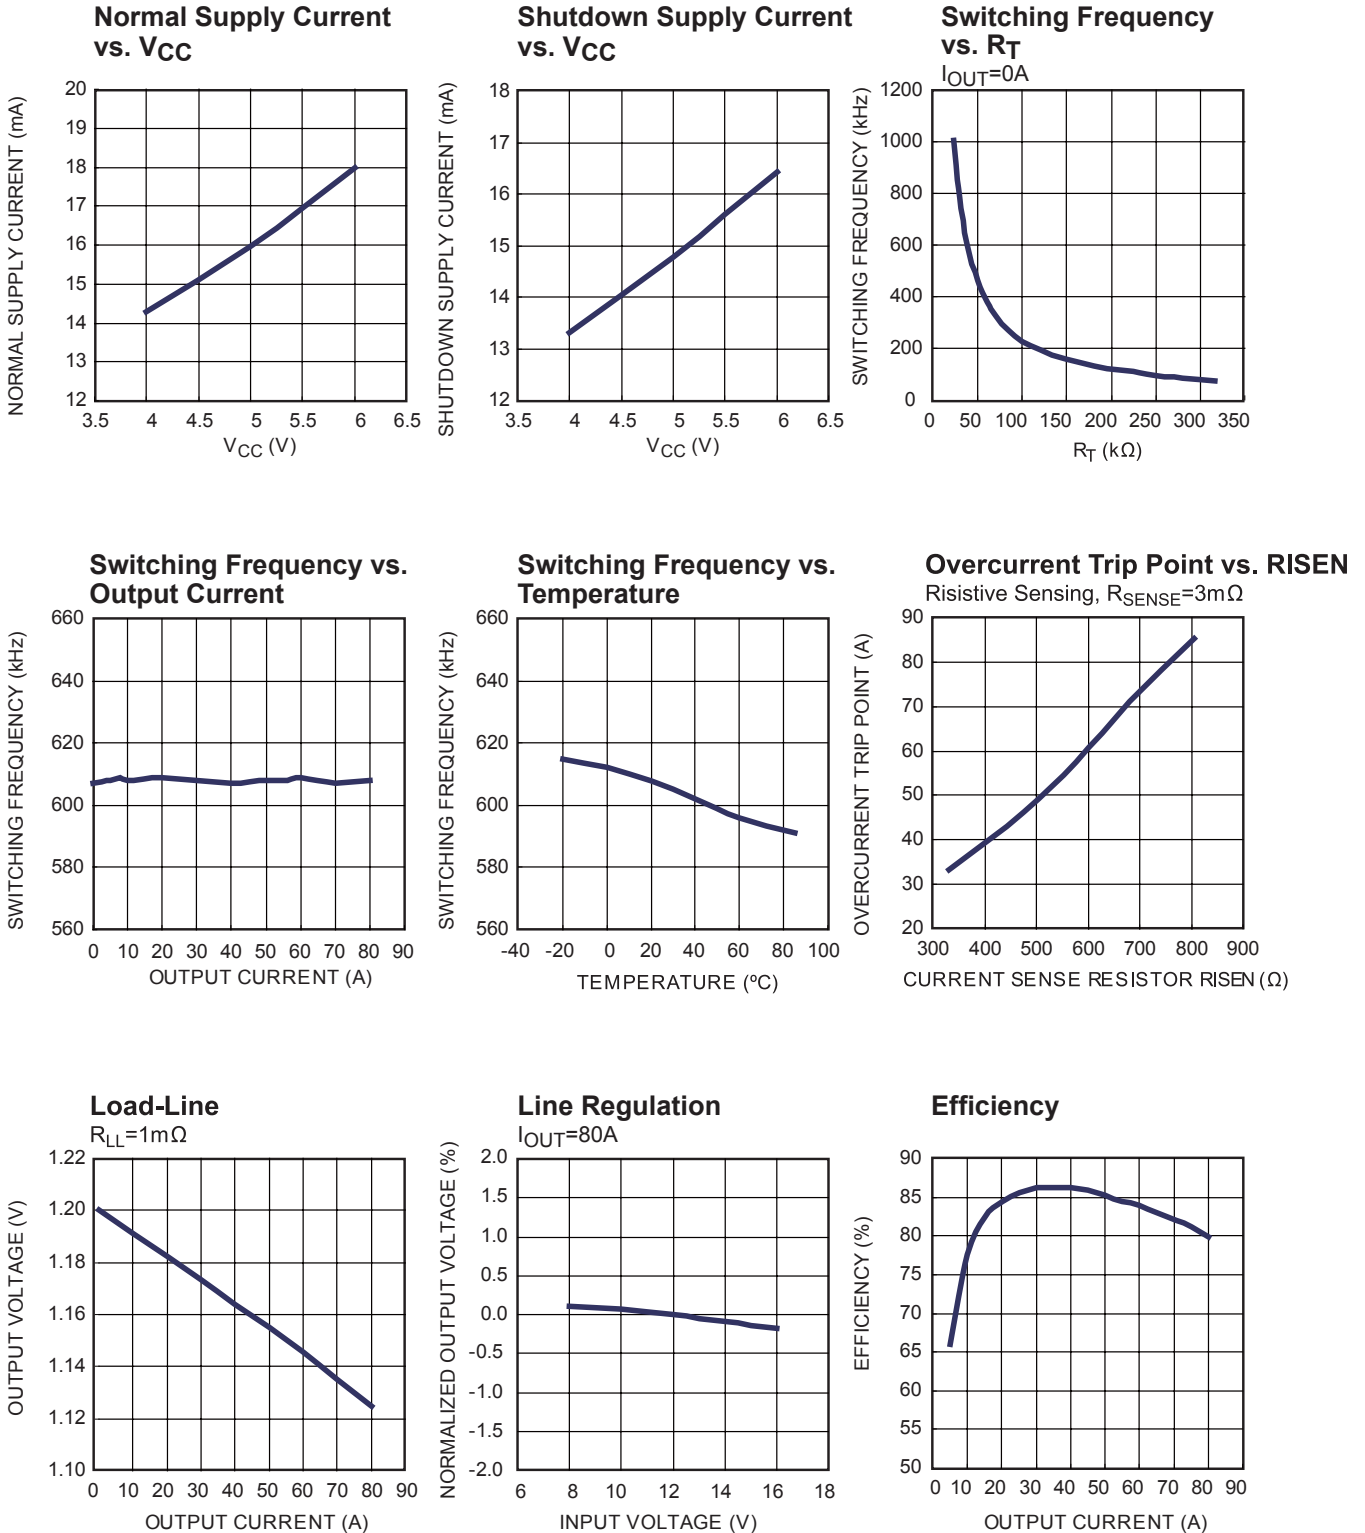 Normal Supply Current
vs. VCC
NORMAL SUPPLY CURRENT (mA)
20
19
18
17
16
15
14
13
12
3.5 4 4.5 5 5.5 6 6.5
VCC (V)
Shutdown Supply Current
vs. VCC
SHUTDOWN SUPPLY CURRENT (mA)
18
17
16
15
14
13
12
3.5 4 4.5 5 5.5 6 6.5
VCC (V)
Switching Frequency
vs. RT
IOUT=0A
SWITCHING FREQUENCY (kHz)
1200
1000
800
600
400
200
0
0 50 100 150 200 250 300 350
RT (kΩ)
Switching Frequency vs.
Output Current
SWITCHING FREQUENCY (kHz)
660
640
620
600
580
560
0 10 20 30 40 50 60 70 80 90
OUTPUT CURRENT (A)
Switching Frequency vs.
Temperature
SWITCHING FREQUENCY (kHz)
660
640
620
600
580
560
-40 -20 0 20 40 60 80 100
TEMPERATURE (ºC)
Overcurrent Trip Point vs. RISEN
Risistive Sensing, RSENSE=3mΩ
OVERCURRENT TRIP POINT (A)
90
80
70
60
50
40
30
20
300 400 500 600 700 800 900
CURRENT SENSE RESISTOR RISEN (Ω)
Load-Line
RLL=1mΩ
OUTPUT VOLTAGE (V)
1.22
1.20
1.18
1.16
1.14
1.12
1.10
0 10 20 30 40 50 60 70 80 90
OUTPUT CURRENT (A)
Line Regulation
IOUT=80A
NORMALIZED OUTPUT VOLTAGE (%)
2.0
1.5
1.0
0.5
0.0
-0.5
-1.0
-1.5
-2.0
6 8 10 12 14 16 18
INPUT VOLTAGE (V)
Efficiency
EFFICIENCY (%)
90
85
80
75
70
65
60
55
50
0 10 20 30 40 50 60 70 80 90
OUTPUT CURRENT (A)